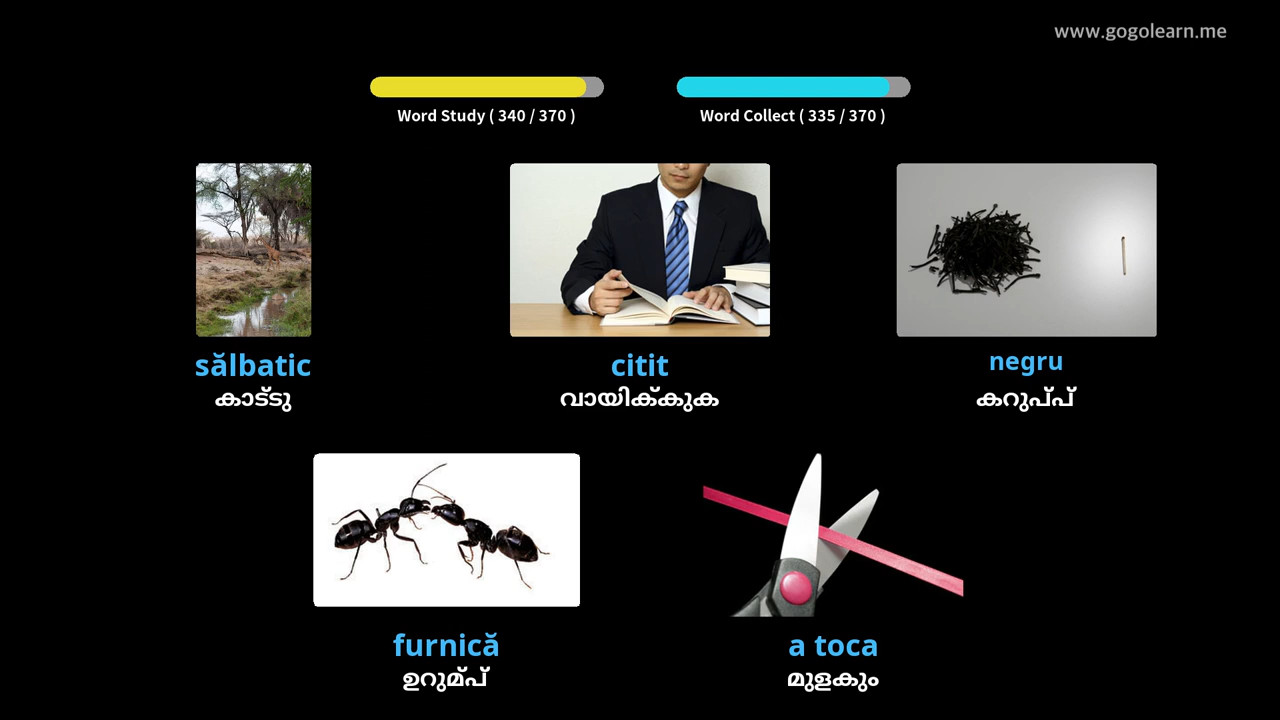 www.gogolearn.me
Word Study ( 340 / 370 )
Word Collect ( 335 / 370 )
sălbatic
കാട്ടു
citit
വായിക്കുക
negru
കറുപ്പ്
furnică
ഉറുമ്പ്
a toca
മുളകും